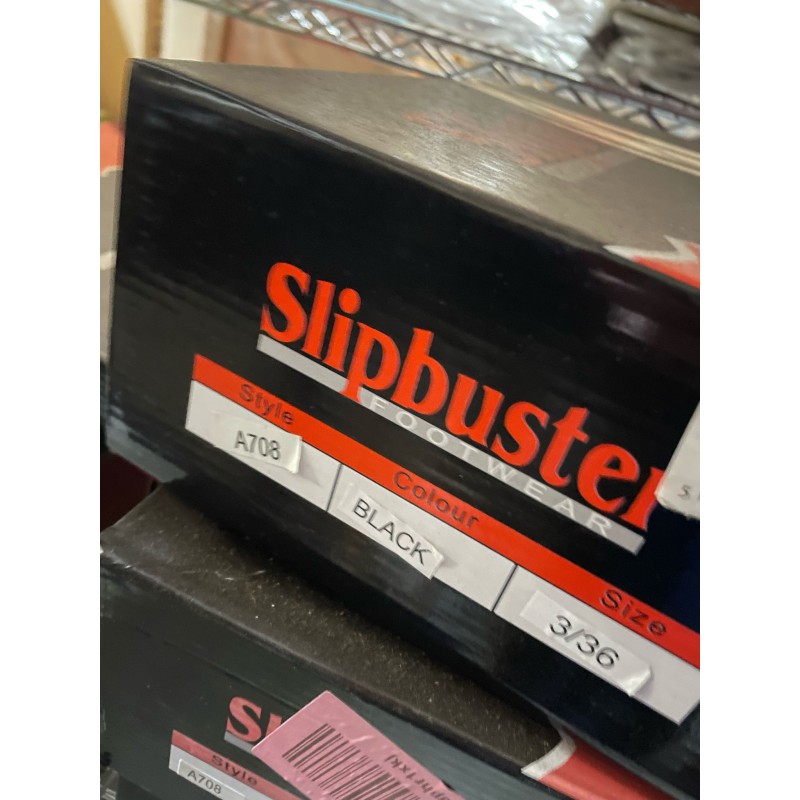 Slipbuster
FOOTWEAR
Style
Colour
Size
A708
BLACK
3/36
Style
A708